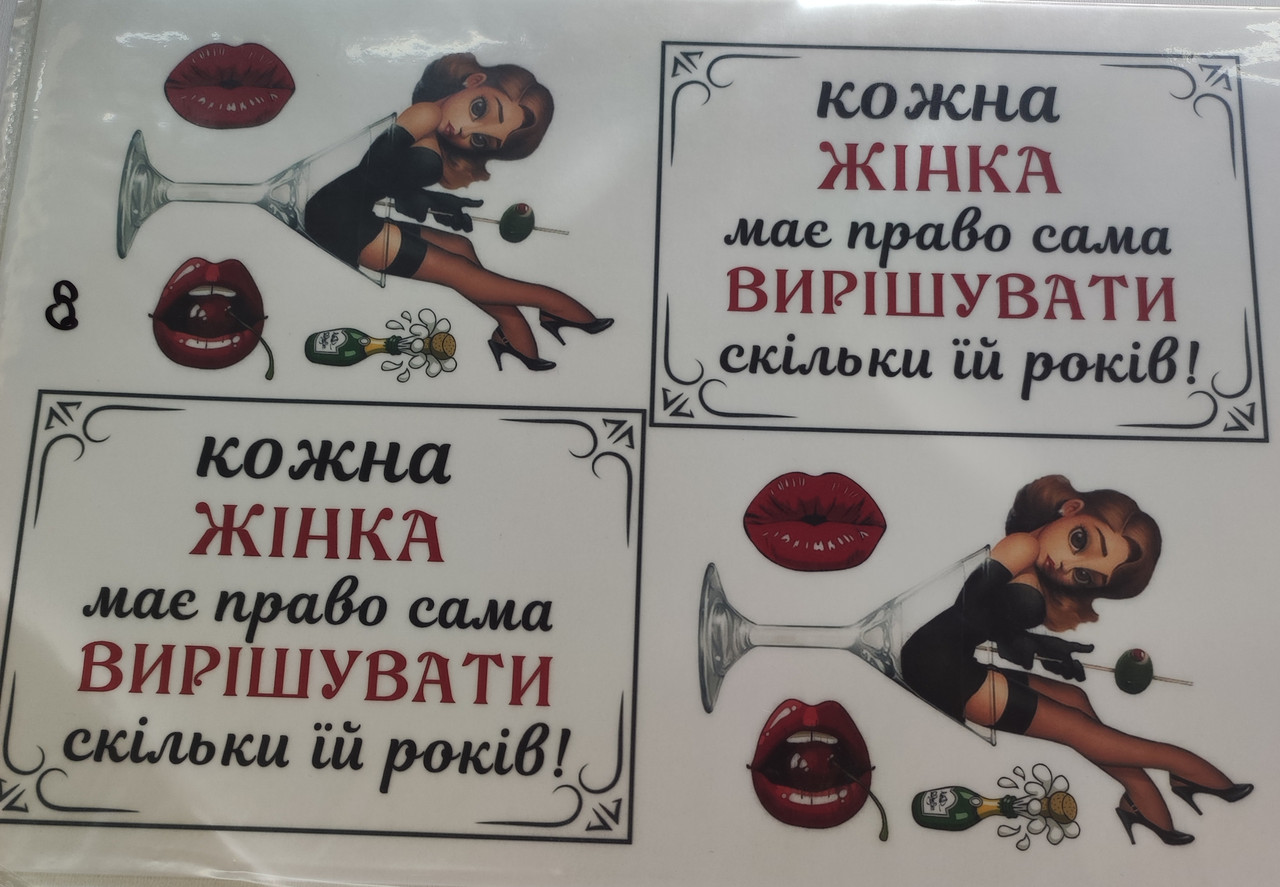 кожна
ЖІНКА
має право сама
ВИРІШУВАТИ
скільки їй років!
8
кожна
ЖІНКА
має право сама
ВИРІШУВАТИ
скільки їй років!